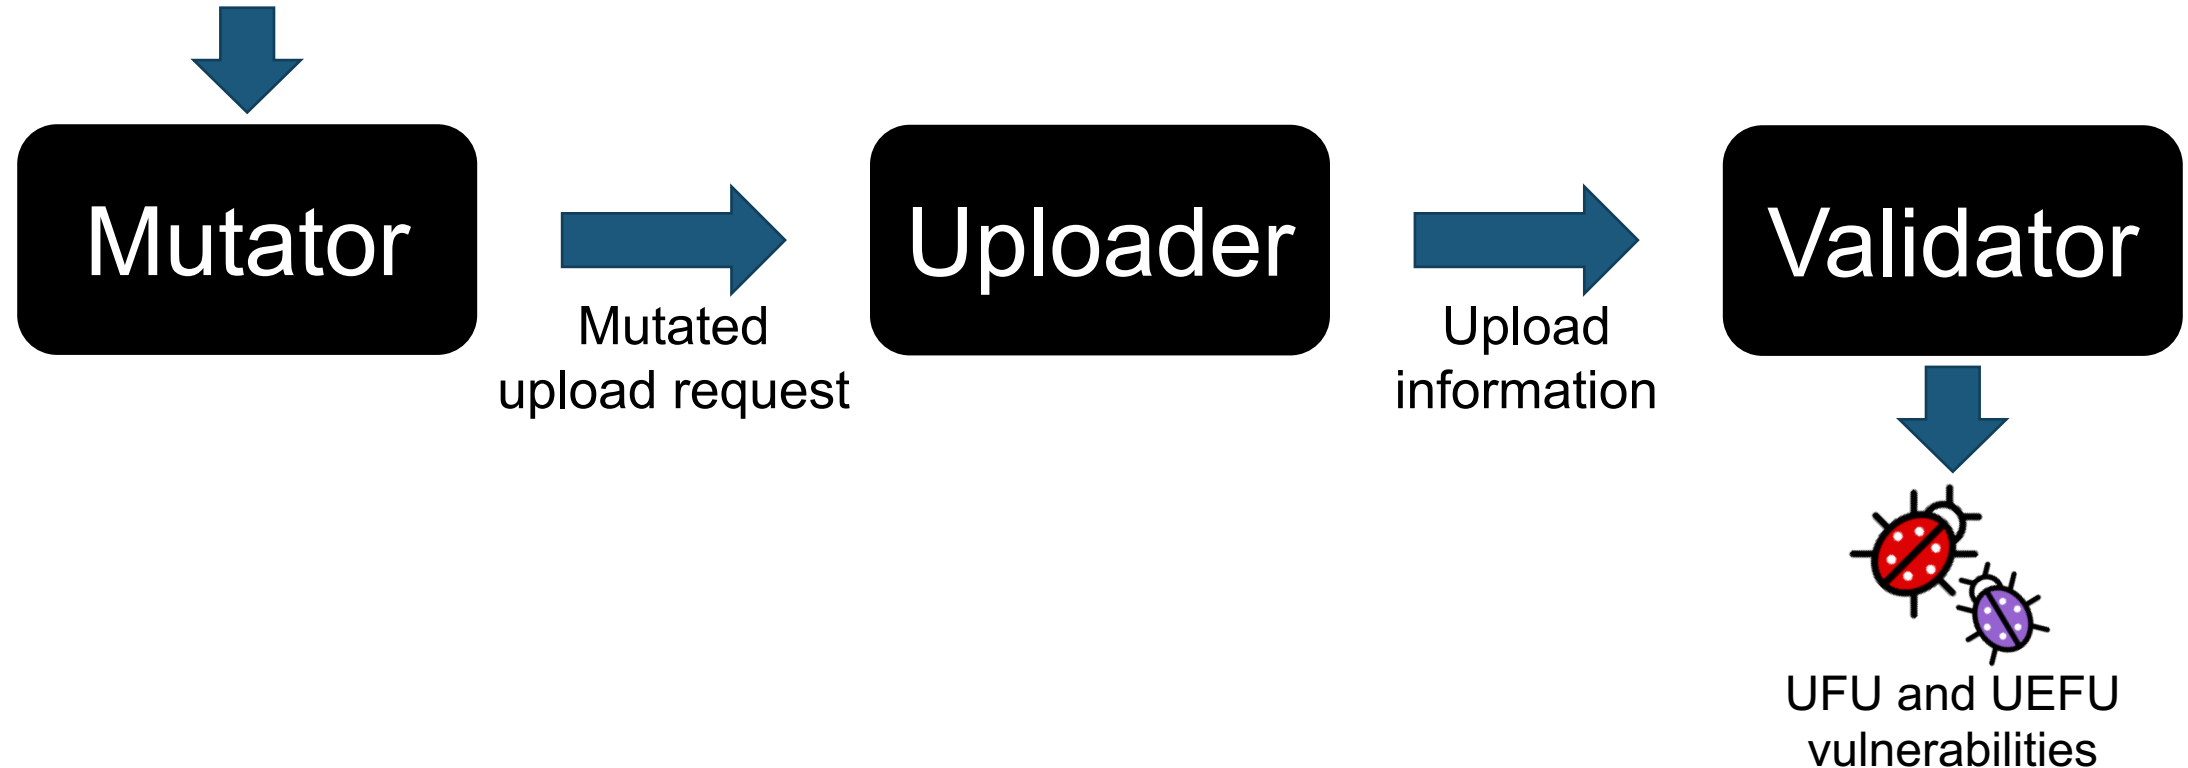 Mutator
Mutated
upload request
Uploader
Upload
information
Validator
UFU and UEFU
vulnerabilities